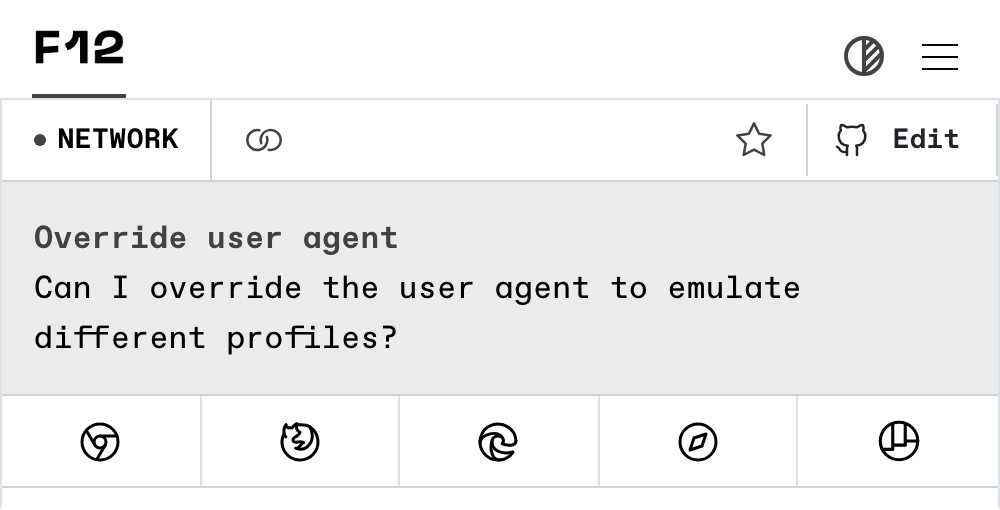 F12
NETWORK
Edit
Override user agent
Can I override the user agent to emulate
different profiles?